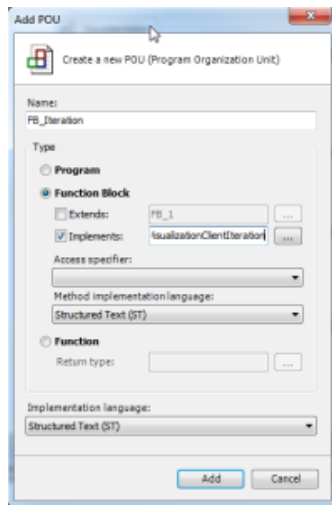 Add POU
Create a new POU (Program Organization Unit)
Name:
FB_Iteration
Type
Program
Function Block
Extends: FB_1 ...
Implements: isualizationClientIteration ...
Access specifier:
Method implementation language:
Structured Text (ST)
Function
Return type: ...
Implementation language:
Structured Text (ST)
Add Cancel